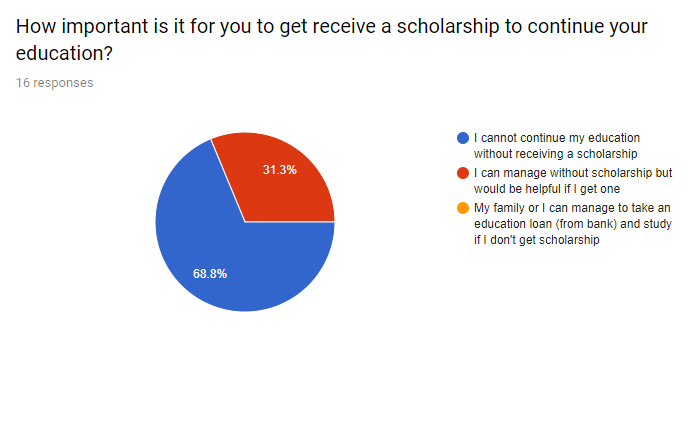 How important is it for you to get receive a scholarship to continue your
education?
16 responses
31.3%
68.8%
I cannot continue my education
without receiving a scholarship
I can manage without scholarship but
would be helpful if I get one
My family or I can manage to take an
education loan (from bank) and study
if I don't get scholarship